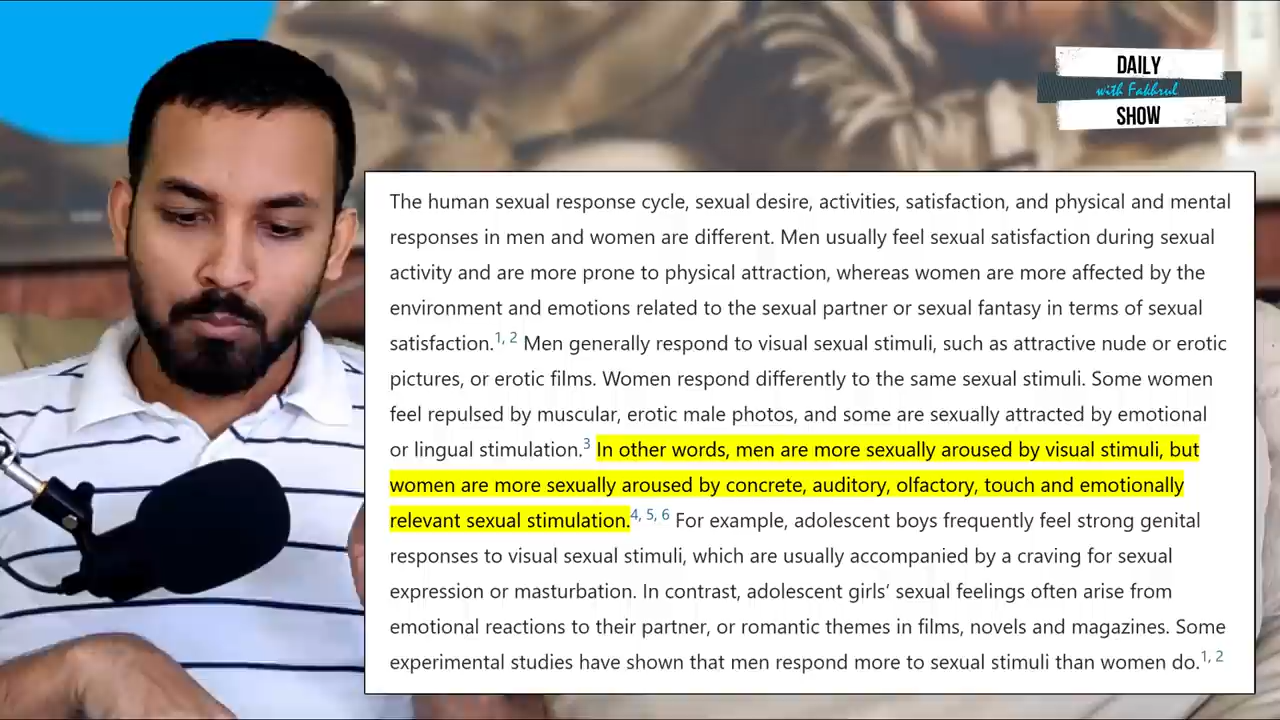 DAILY
with Fakhrul
SHOW
The human sexual response cycle, sexual desire, activities, satisfaction, and physical and mental
responses in men and women are different. Men usually feel sexual satisfaction during sexual
activity and are more prone to physical attraction, whereas women are more affected by the
environment and emotions related to the sexual partner or sexual fantasy in terms of sexual
satisfaction.1, 2 Men generally respond to visual sexual stimuli, such as attractive nude or erotic
pictures, or erotic films. Women respond differently to the same sexual stimuli. Some women
feel repulsed by muscular, erotic male photos, and some are sexually attracted by emotional
or lingual stimulation.3 In other words, men are more sexually aroused by visual stimuli, but
women are more sexually aroused by concrete, auditory, olfactory, touch and emotionally
relevant sexual stimulation.4, 5, 6 For example, adolescent boys frequently feel strong genital
responses to visual sexual stimuli, which are usually accompanied by a craving for sexual
expression or masturbation. In contrast, adolescent girls’ sexual feelings often arise from
emotional reactions to their partner, or romantic themes in films, novels and magazines. Some
experimental studies have shown that men respond more to sexual stimuli than women do.1, 2